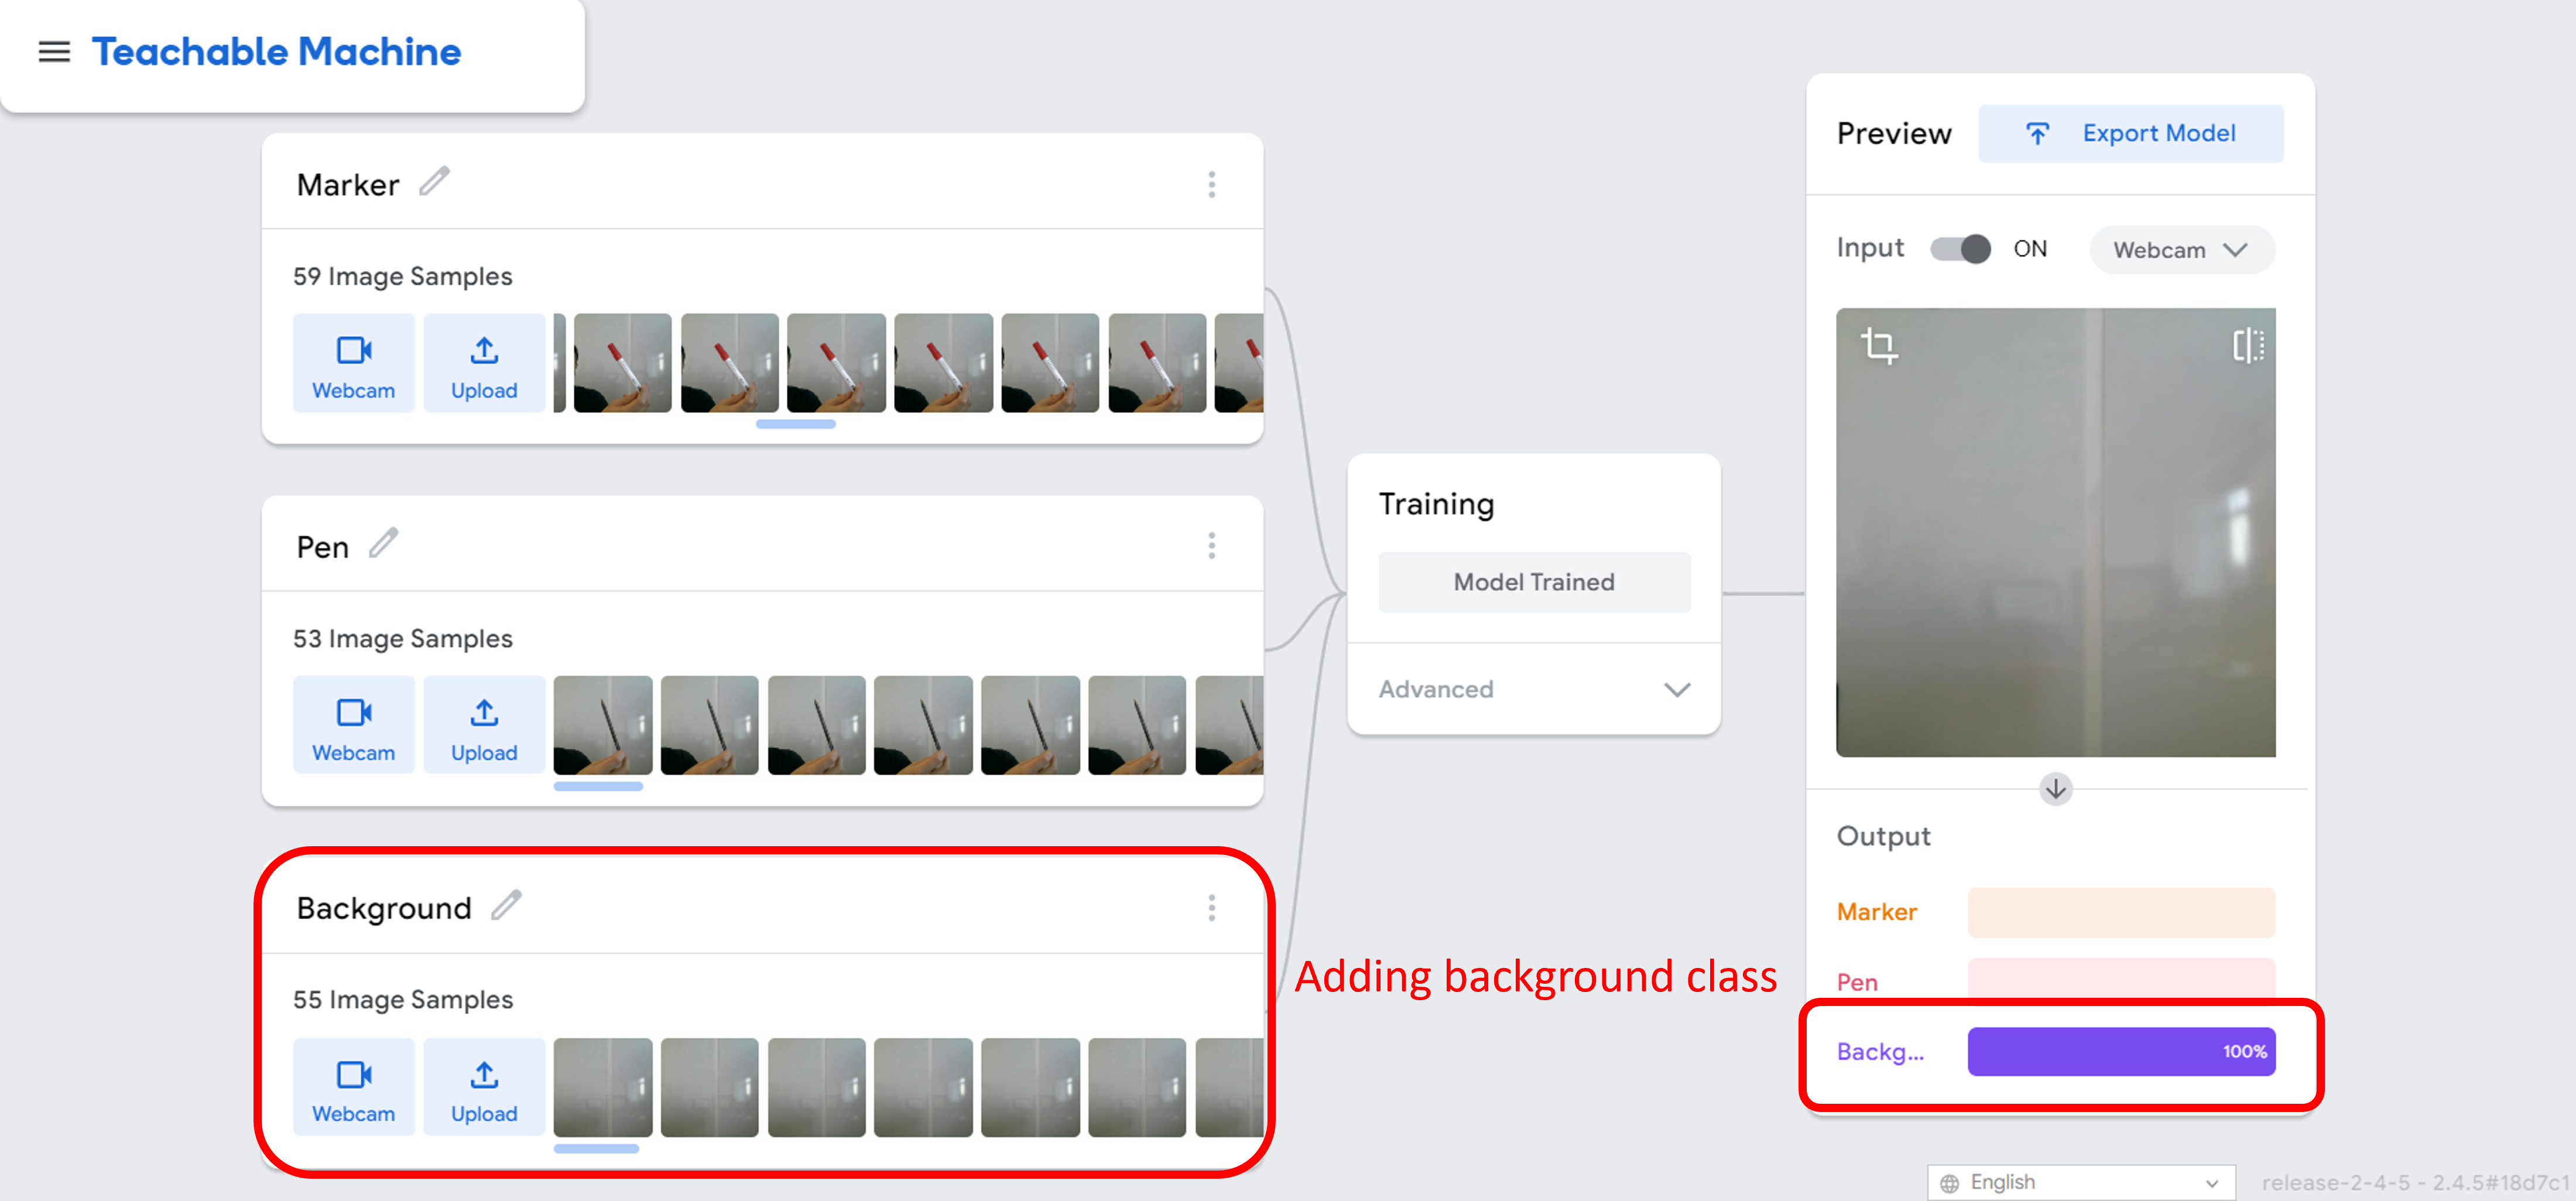 Teachable Machine
Marker
59 Image Samples
Webcam
Upload
Pen
53 Image Samples
Webcam
Upload
Background
55 Image Samples
Webcam
Upload
Adding background class
Training
Model Trained
Advanced
Preview
Export Model
Input ON Webcam
Output
Marker
Pen
Backg... 100%
English
release-2-4-5 - 2.4.5#18d7c1